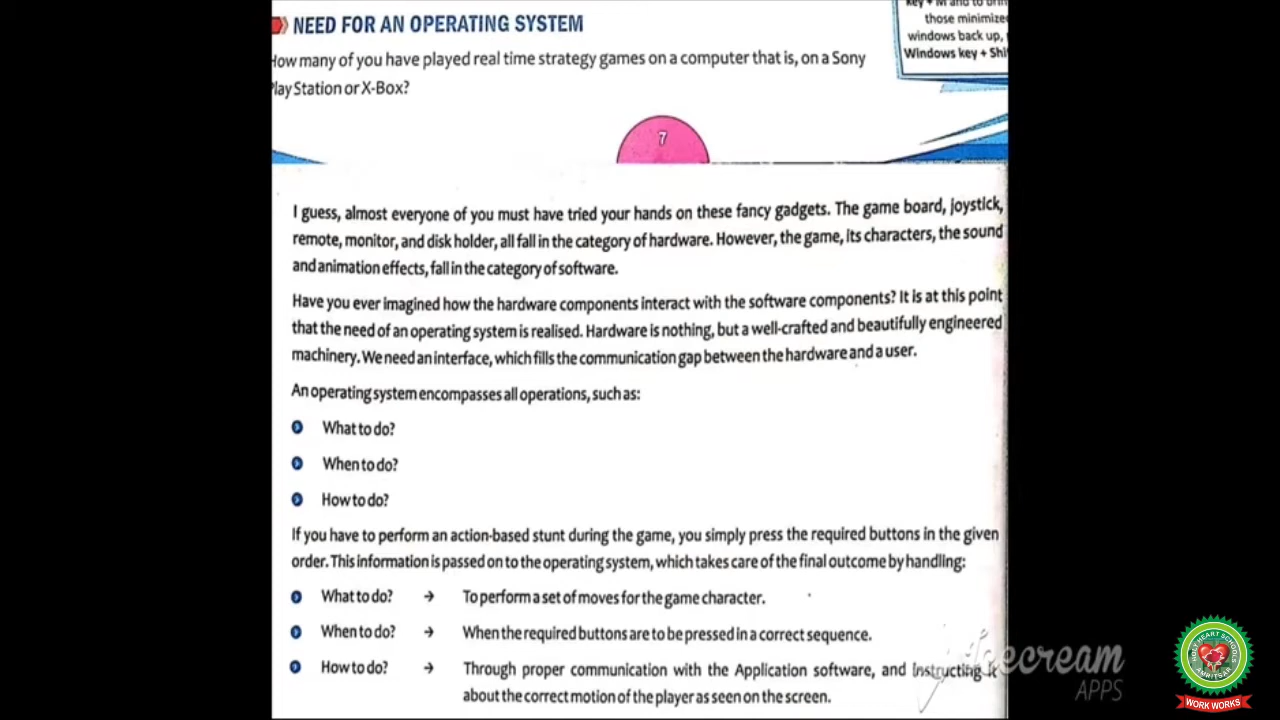 key + M and to brin
those minimize
windows back up,
Windows key + Shi
NEED FOR AN OPERATING SYSTEM
How many of you have played real time strategy games on a computer that is, on a Sony
Play Station or X-Box?
7
I guess, almost everyone of you must have tried your hands on these fancy gadgets. The game board, joystick,
remote, monitor, and disk holder, all fall in the category of hardware. However, the game, its characters, the sound
and animation effects, fall in the category of software.
Have you ever imagined how the hardware components interact with the software components? It is at this point
that the need of an operating system is realised. Hardware is nothing, but a well-crafted and beautifully engineered
machinery. We need an interface, which fills the communication gap between the hardware and a user.
An operating system encompasses all operations, such as:
What to do?
When to do?
How to do?
If you have to perform an action-based stunt during the game, you simply press the required buttons in the given
order. This information is passed on to the operating system, which takes care of the final outcome by handling:
What to do? → To perform a set of moves for the game character.
When to do? → When the required buttons are to be pressed in a correct sequence.
How to do? → Through proper communication with the Application software, and instructing it
about the correct motion of the player as seen on the screen.
icecream
APPS
HOLY HEART SCHOOLS
AMRITSAR
WORK WORKS